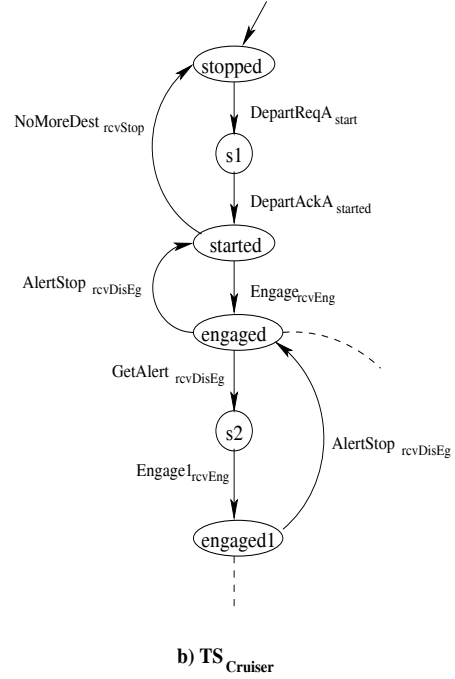 stopped
NoMoreDest rcvStop
DepartReqA start
s1
DepartAckA started
started
AlertStop rcvDisEg
Engage rcvEng
engaged
GetAlert rcvDisEg
s2
AlertStop rcvDisEg
Engage1 rcvEng
engaged1
b) TS Cruiser